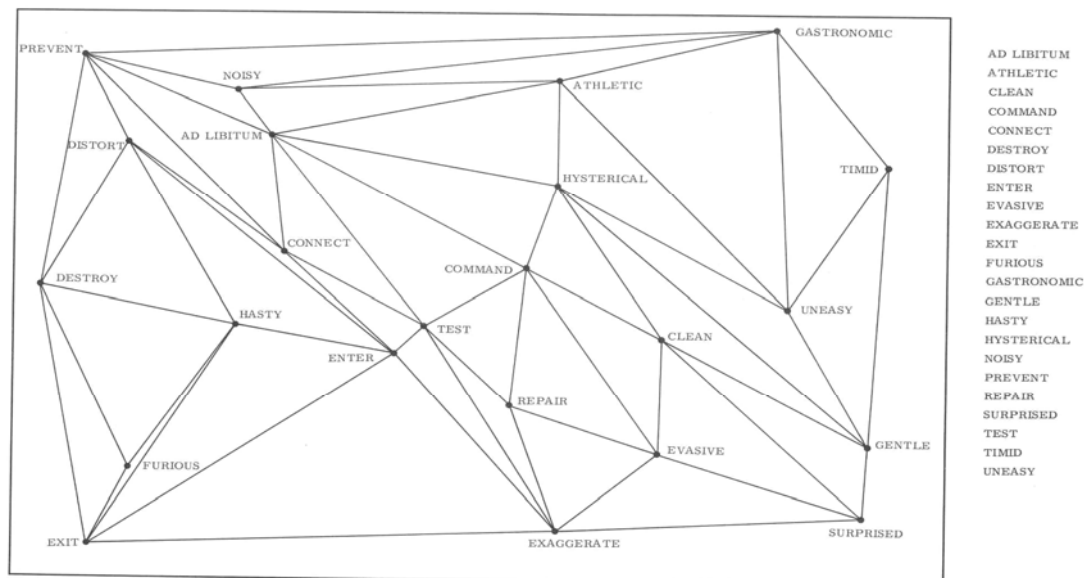 PREVENT
GASTRONOMIC
NOISY
ATHLETIC
AD LIBITUM
DISTORT
TIMID
HYSTERICAL
CONNECT
COMMAND
DESTROY
HASTY
UNEASY
TEST
CLEAN
ENTER
REPAIR
GENTLE
EVASIVE
FURIOUS
EXIT
EXAGGERATE
SURPRISED
AD LIBITUM
ATHLETIC
CLEAN
COMMAND
CONNECT
DESTROY
DISTORT
ENTER
EVASIVE
EXAGGERATE
EXIT
FURIOUS
GASTRONOMIC
GENTLE
HASTY
HYSTERICAL
NOISY
PREVENT
REPAIR
SURPRISED
TEST
TIMID
UNEASY